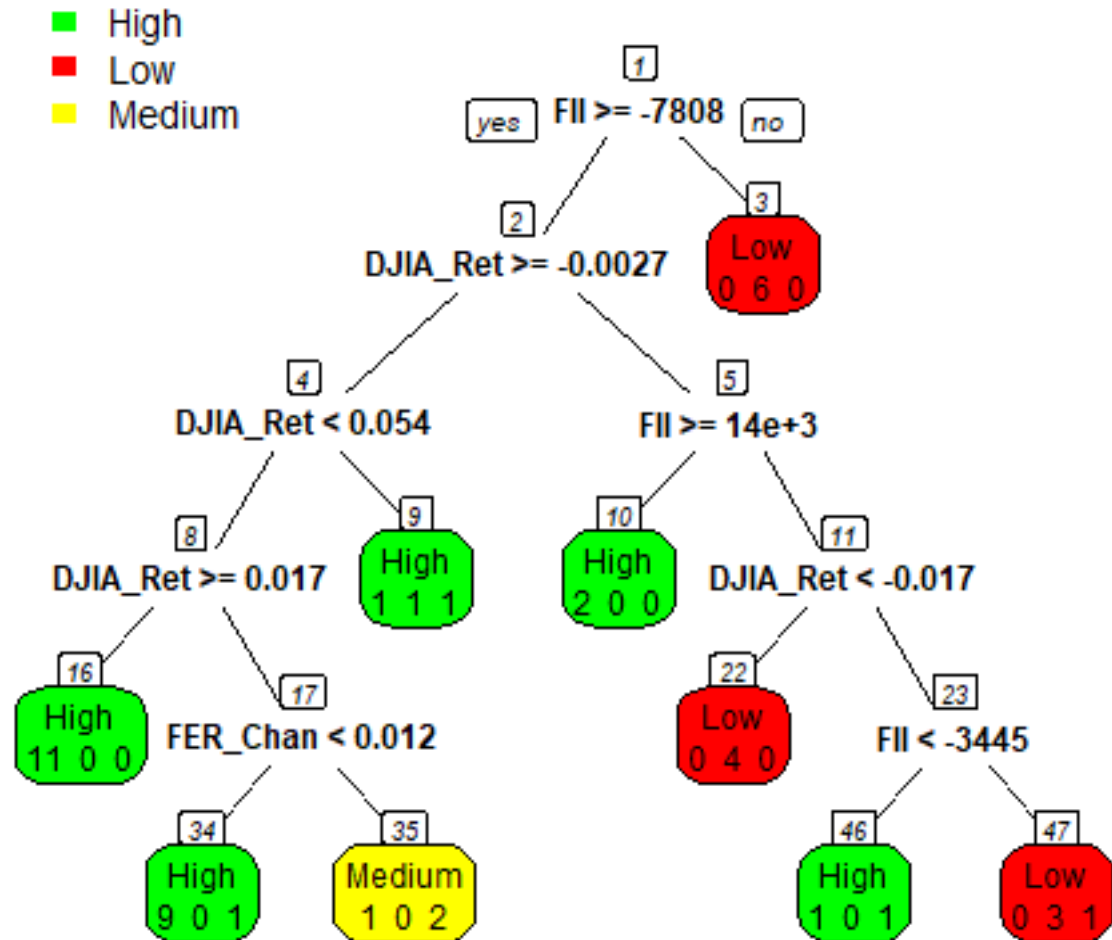 High
Low
Medium
1
yes FII >= -7808 no
2
DJIA_Ret >= -0.0027
3
Low
0 6 0
4
DJIA_Ret < 0.054
5
FII >= 14e+3
8
DJIA_Ret >= 0.017
9
High
1 1 1
10
High
2 0 0
11
DJIA_Ret < -0.017
16
High
11 0 0
17
FER_Chan < 0.012
22
Low
0 4 0
23
FII < -3445
34
High
9 0 1
35
Medium
1 0 2
46
High
1 0 1
47
Low
0 3 1